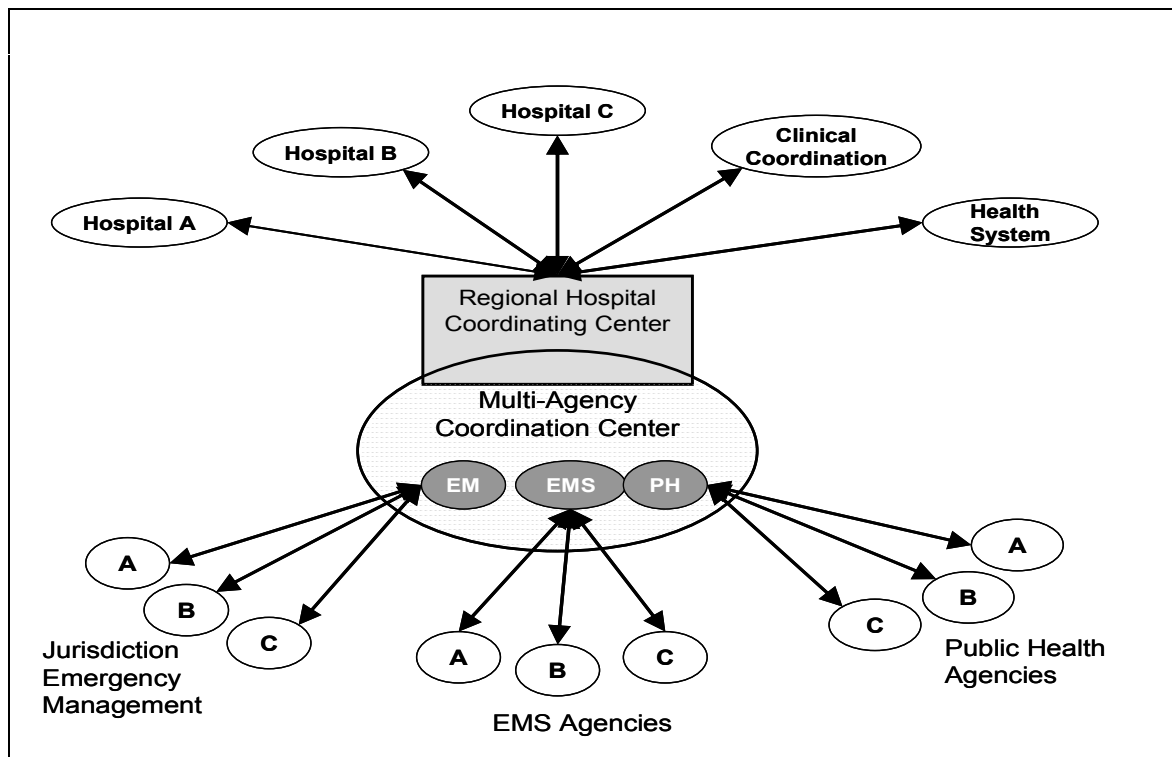 Hospital C
Hospital B
Clinical
Coordination
Hospital A
Health
System
Regional Hospital
Coordinating Center
Multi-Agency
Coordination Center
EM
EMS
PH
A
B
C
Jurisdiction
Emergency
Management
A
B
C
EMS Agencies
A
B
C
Public Health
Agencies